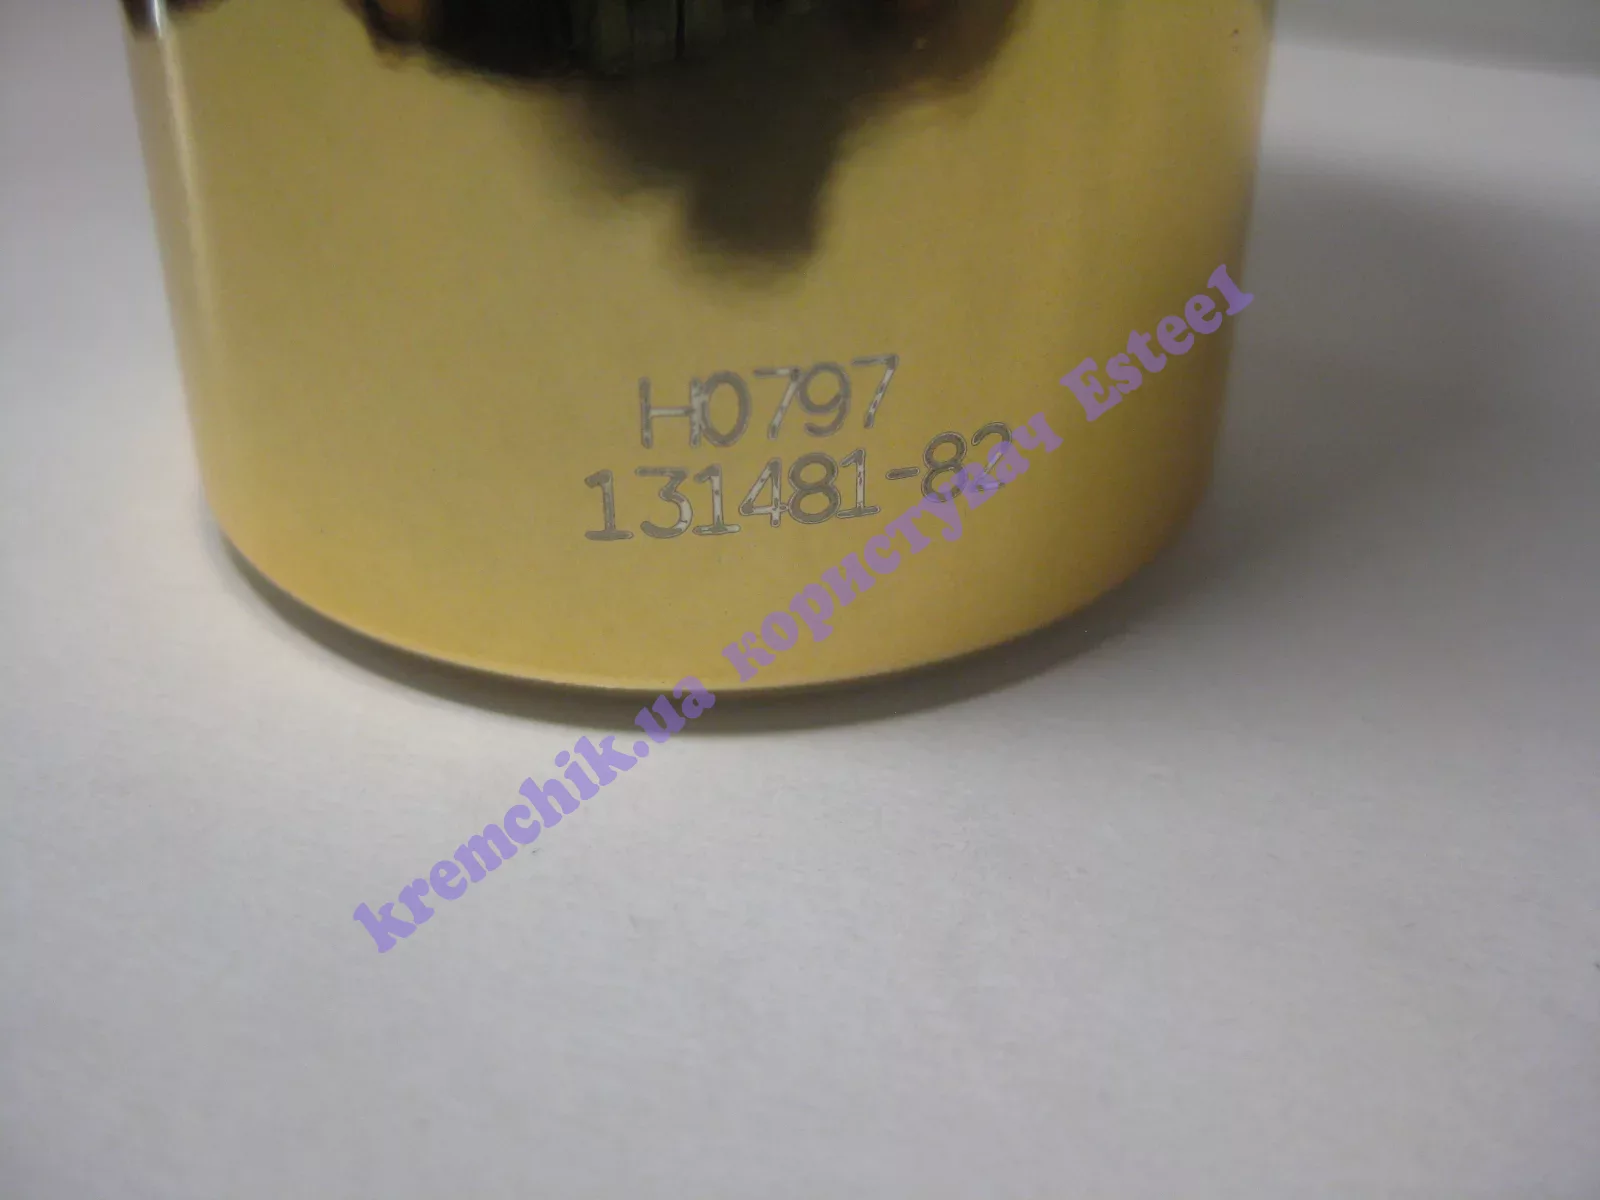 H0797
131481-82
kremchik.ua користувач Estee1